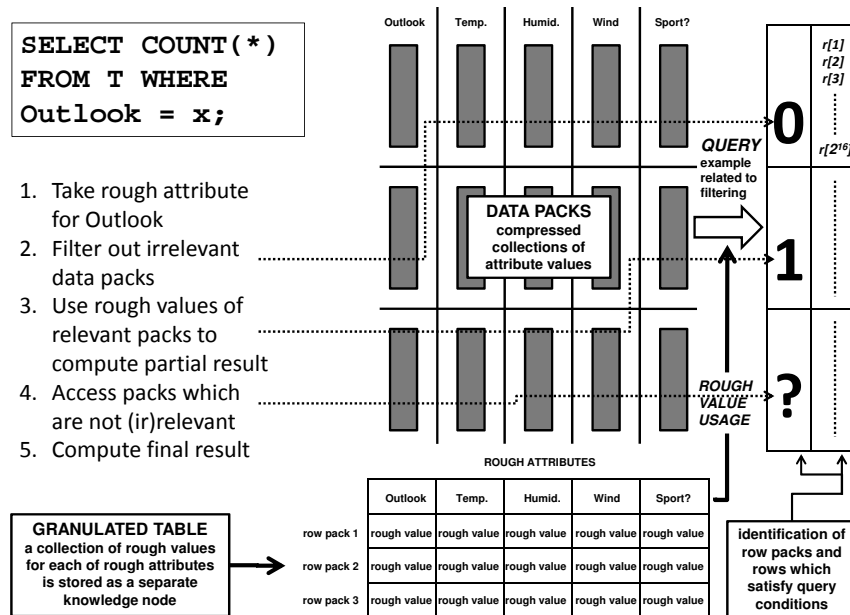 SELECT COUNT(*)
FROM T WHERE
Outlook = x;
1. Take rough attribute
for Outlook
2. Filter out irrelevant
data packs
3. Use rough values of
relevant packs to
compute partial result
4. Access packs which
are not (ir)relevant
5. Compute final result
Outlook Temp. Humid. Wind Sport?
DATA PACKS
compressed
collections of
attribute values
QUERY
example
related to
filtering
0
1
?
r[1]
r[2]
r[3]
r[2¹⁶]
ROUGH
VALUE
USAGE
ROUGH ATTRIBUTES
Outlook Temp. Humid. Wind Sport?
row pack 1 rough value rough value rough value rough value rough value
row pack 2 rough value rough value rough value rough value rough value
row pack 3 rough value rough value rough value rough value rough value
GRANULATED TABLE
a collection of rough values
for each of rough attributes
is stored as a separate
knowledge node
identification of
row packs and
rows which
satisfy query
conditions